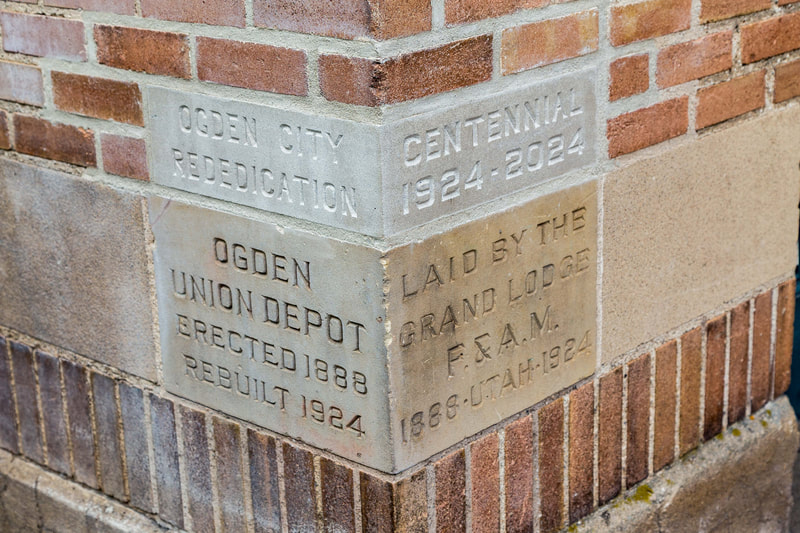 OGDEN CITY
REDEDICATION
CENTENNIAL
1924-2024
OGDEN
UNION DEPOT
ERECTED 1888
REBUILT 1924
LAID BY THE
GRAND LODGE
F. & A. M.
1888·UTAH·1924